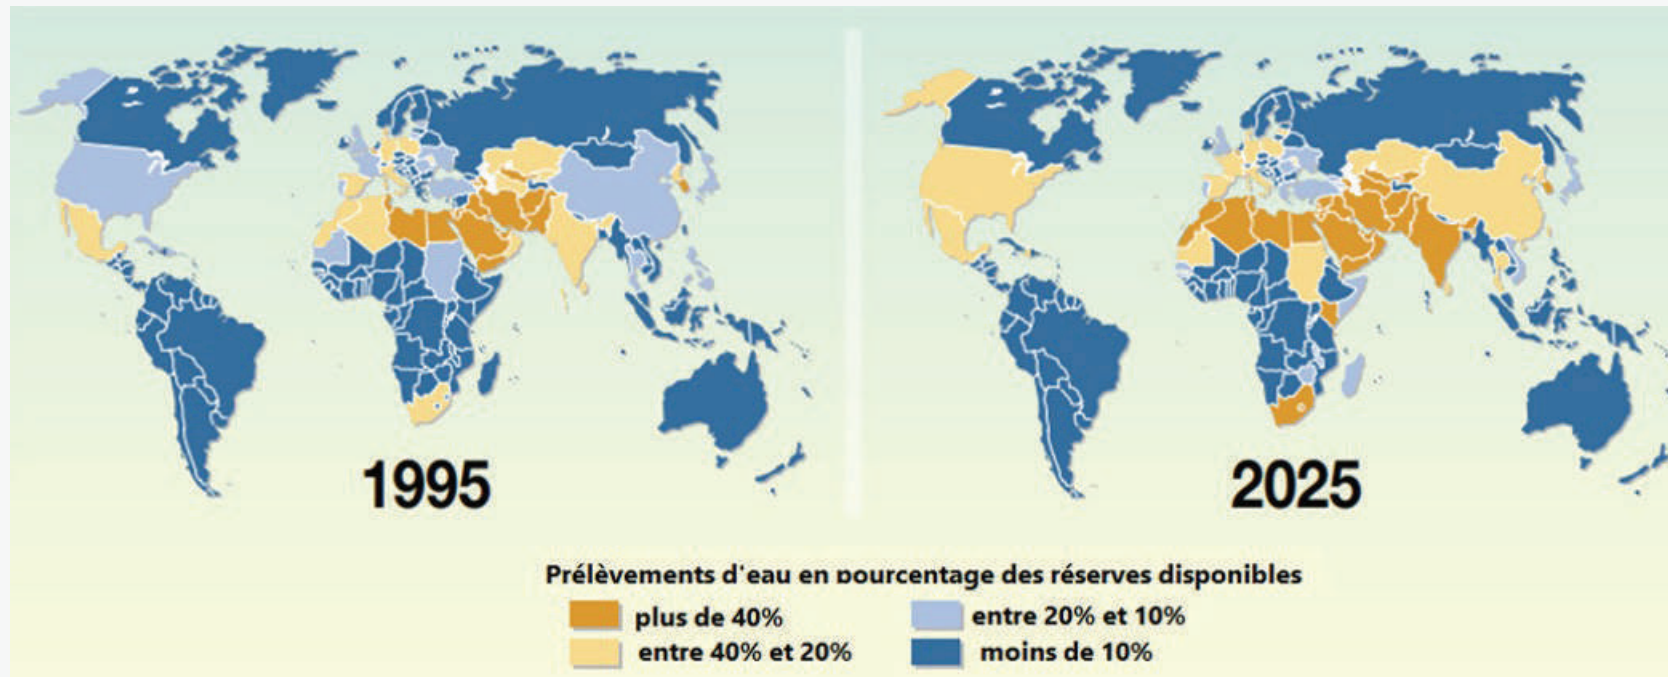 1995
2025
Prélèvements d'eau en pourcentage des réserves disponibles
plus de 40%
entre 20% et 10%
entre 40% et 20%
moins de 10%